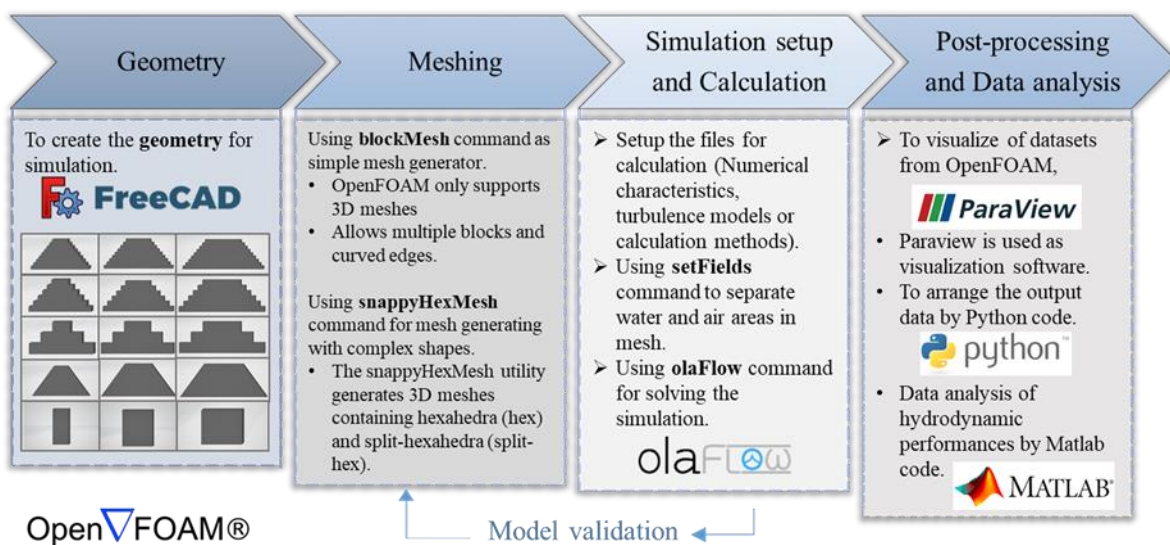 Geometry
To create the geometry for
simulation.
FreeCAD
Meshing
Using blockMesh command as
simple mesh generator.
• OpenFOAM only supports
3D meshes
• Allows multiple blocks and
curved edges.
Using snappyHexMesh
command for mesh generating
with complex shapes.
• The snappyHexMesh utility
generates 3D meshes
containing hexahedra (hex)
and split-hexahedra (split-
hex).
Simulation setup
and Calculation
➢ Setup the files for
calculation (Numerical
characteristics,
turbulence models or
calculation methods).
➢ Using setFields
command to separate
water and air areas in
mesh.
➢ Using olaFlow command
for solving the
simulation.
olaFLOW
Post-processing
and Data analysis
➢ To visualize of datasets
from OpenFOAM,
ParaView
• Paraview is used as
visualization software.
• To arrange the output
data by Python code.
python™
• Data analysis of
hydrodynamic
performances by Matlab
code.
MATLAB®
Open▽FOAM®
Model validation